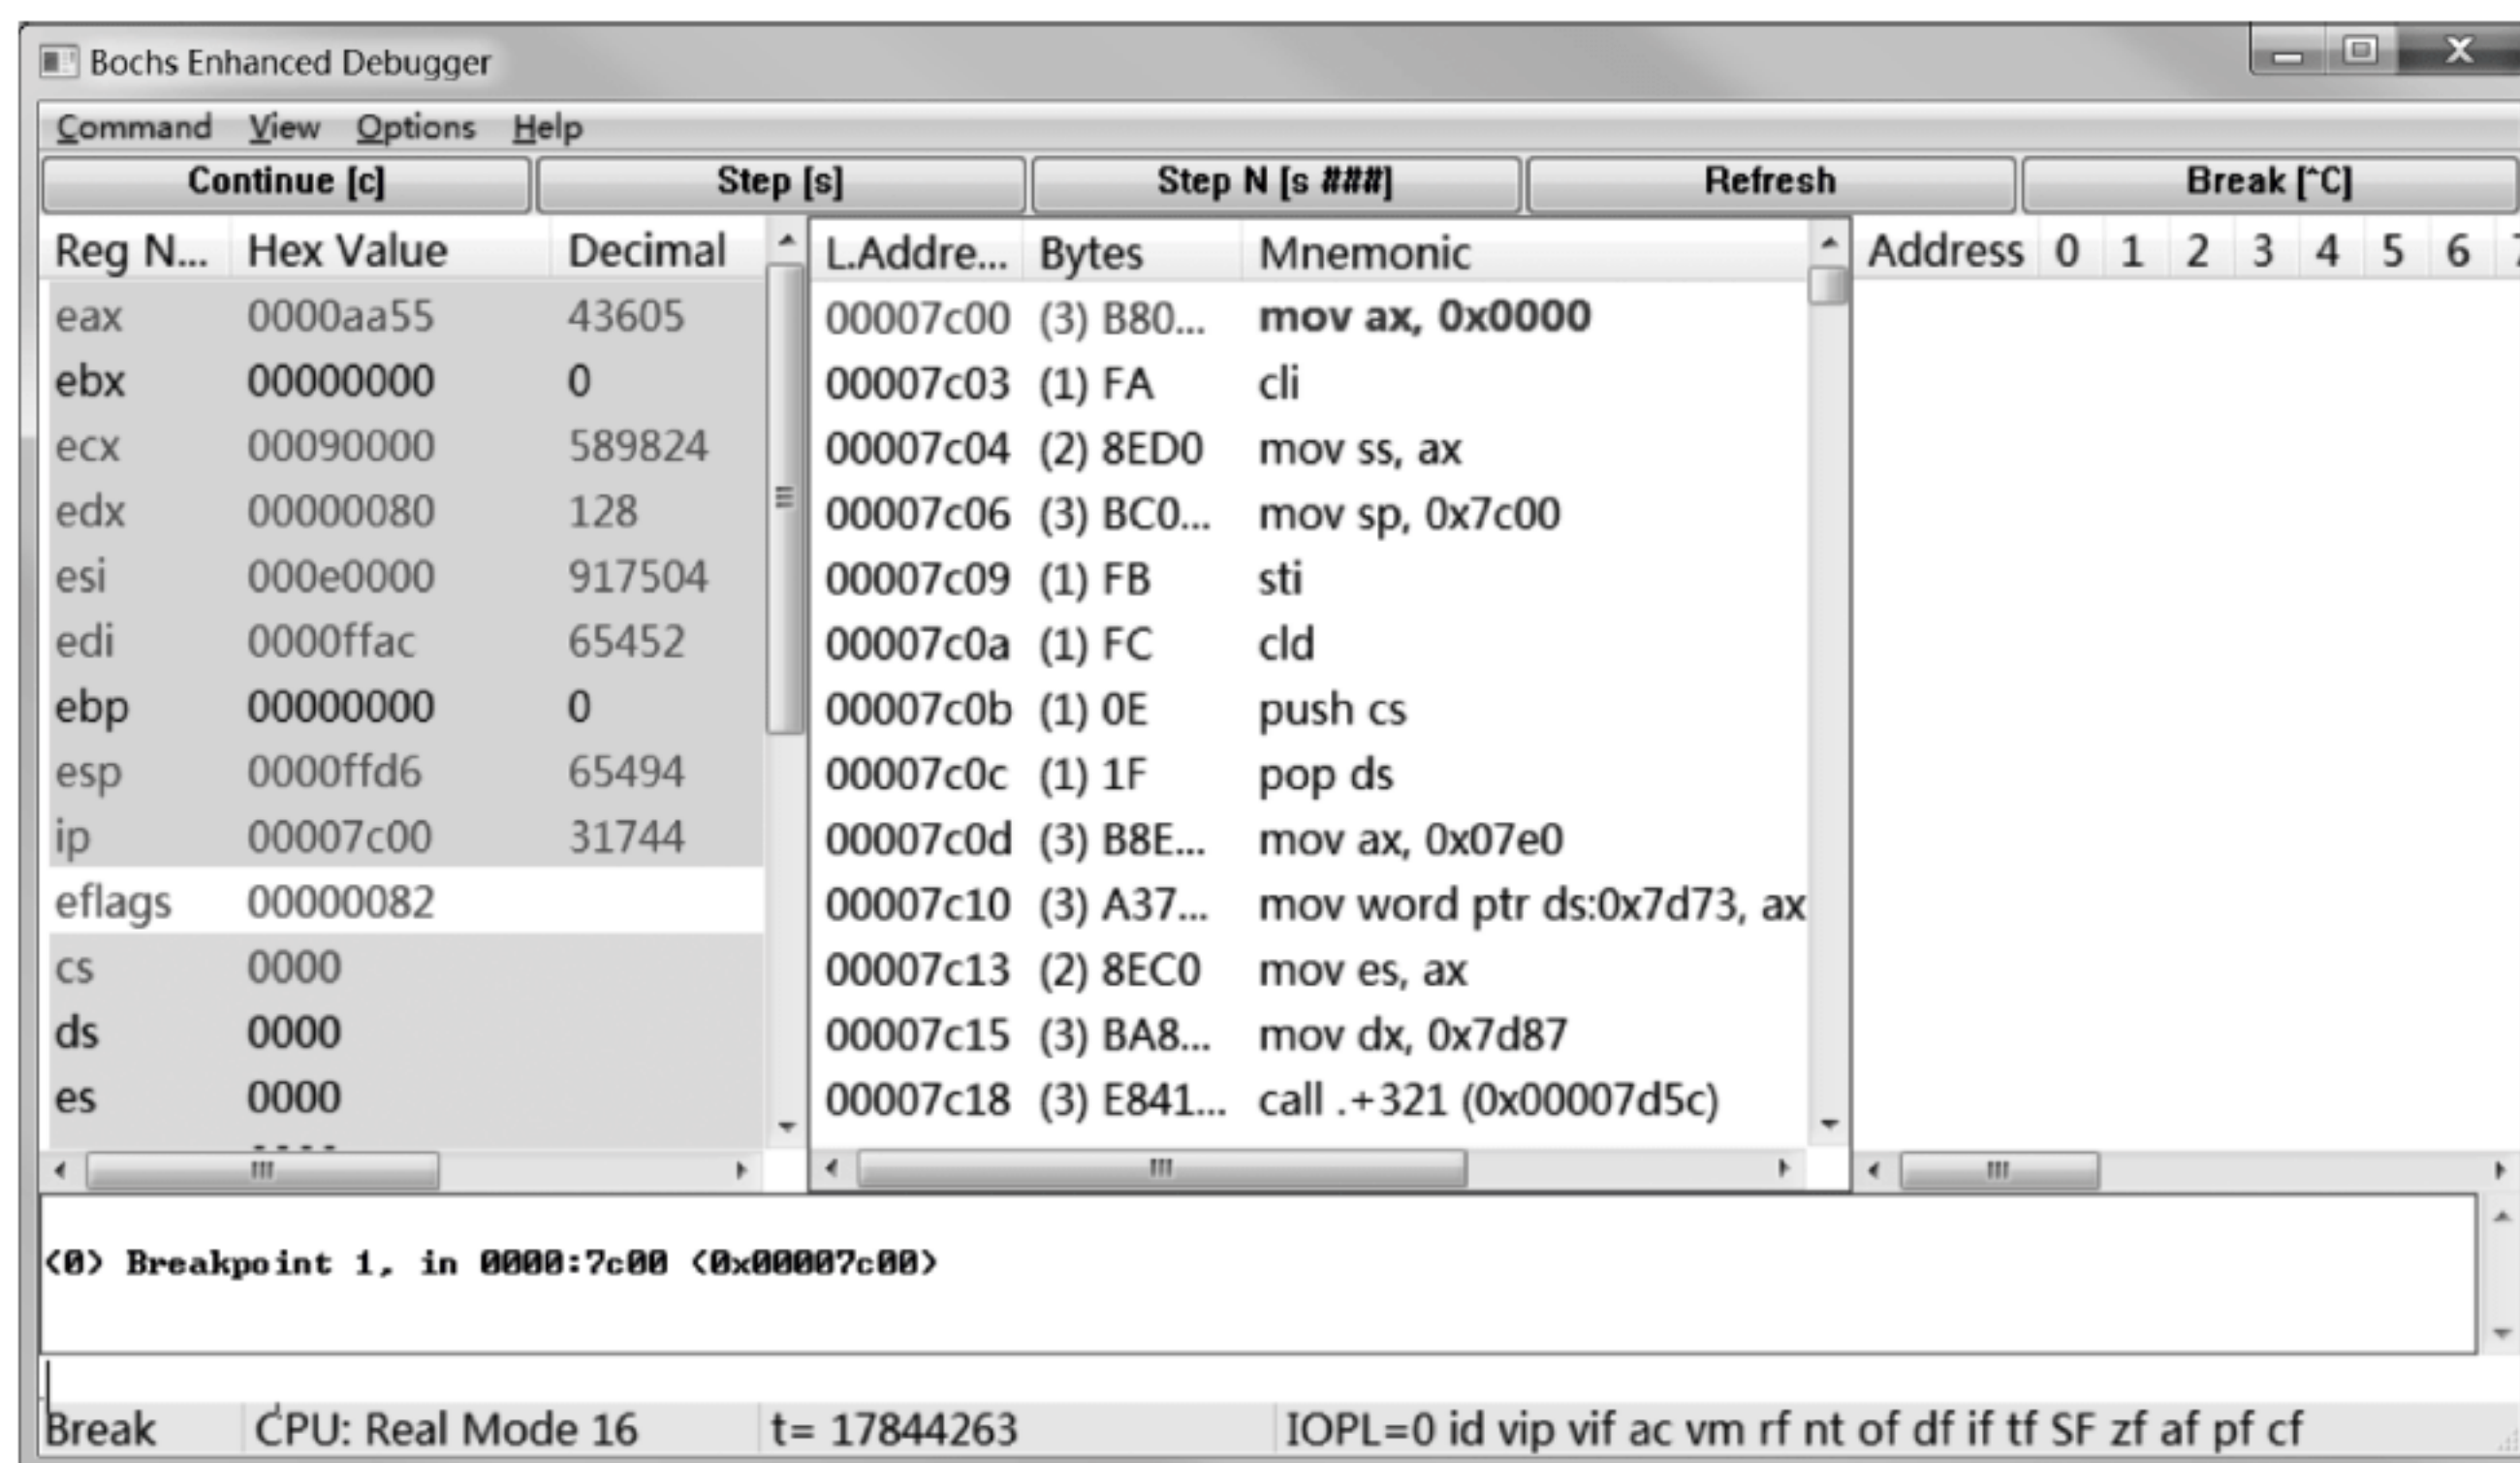 Bochs Enhanced Debugger
Command View Options Help
Continue [c] Step [s] Step N [s ###] Refresh Break [^C]
Reg N... Hex Value Decimal
eax 0000aa55 43605
ebx 00000000 0
ecx 00090000 589824
edx 00000080 128
esi 000e0000 917504
edi 0000ffac 65452
ebp 00000000 0
esp 0000ffd6 65494
ip 00007c00 31744
eflags 00000082
cs 0000
ds 0000
es 0000
L.Addre... Bytes Mnemonic
00007c00 (3) B80... mov ax, 0x0000
00007c03 (1) FA cli
00007c04 (2) 8ED0 mov ss, ax
00007c06 (3) BC0... mov sp, 0x7c00
00007c09 (1) FB sti
00007c0a (1) FC cld
00007c0b (1) 0E push cs
00007c0c (1) 1F pop ds
00007c0d (3) B8E... mov ax, 0x07e0
00007c10 (3) A37... mov word ptr ds:0x7d73, ax
00007c13 (2) 8EC0 mov es, ax
00007c15 (3) BA8... mov dx, 0x7d87
00007c18 (3) E841... call .+321 (0x00007d5c)
Address 0 1 2 3 4 5 6
<0> Breakpoint 1, in 0000:7c00 <0x00007c00>
Break CPU: Real Mode 16 t= 17844263 IOPL=0 id vip vif ac vm rf nt of df if tf SF zf af pf cf